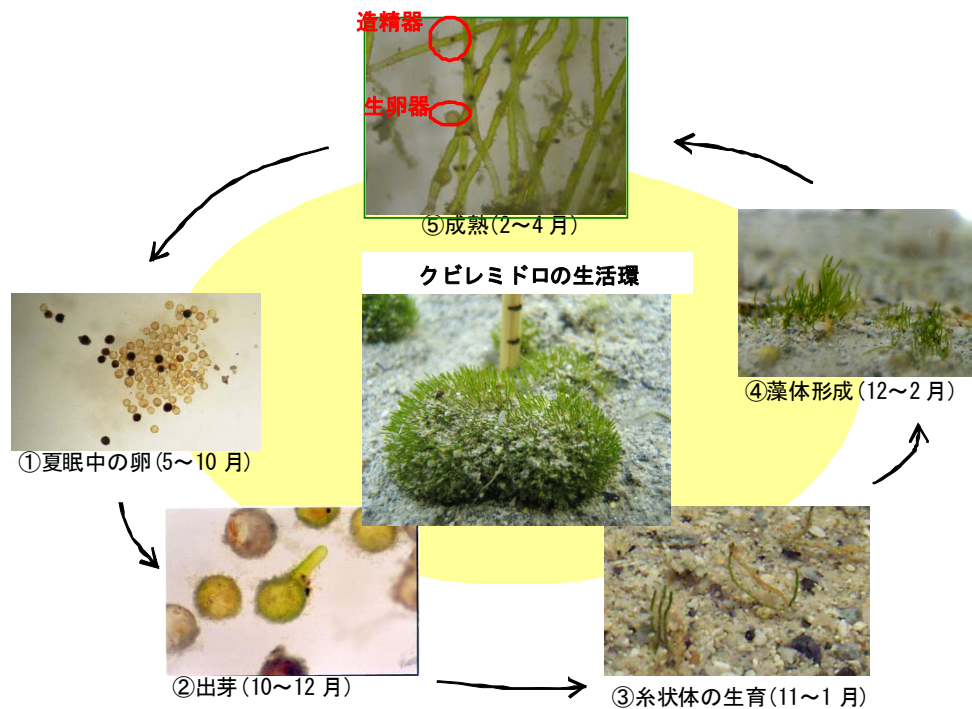 造精器
生卵器
⑤成熟(2～4月)
クビレミドロの生活環
④藻体形成(12～2月)
①夏眠中の卵(5～10月)
②出芽(10～12月)
③糸状体の生育(11～1月)